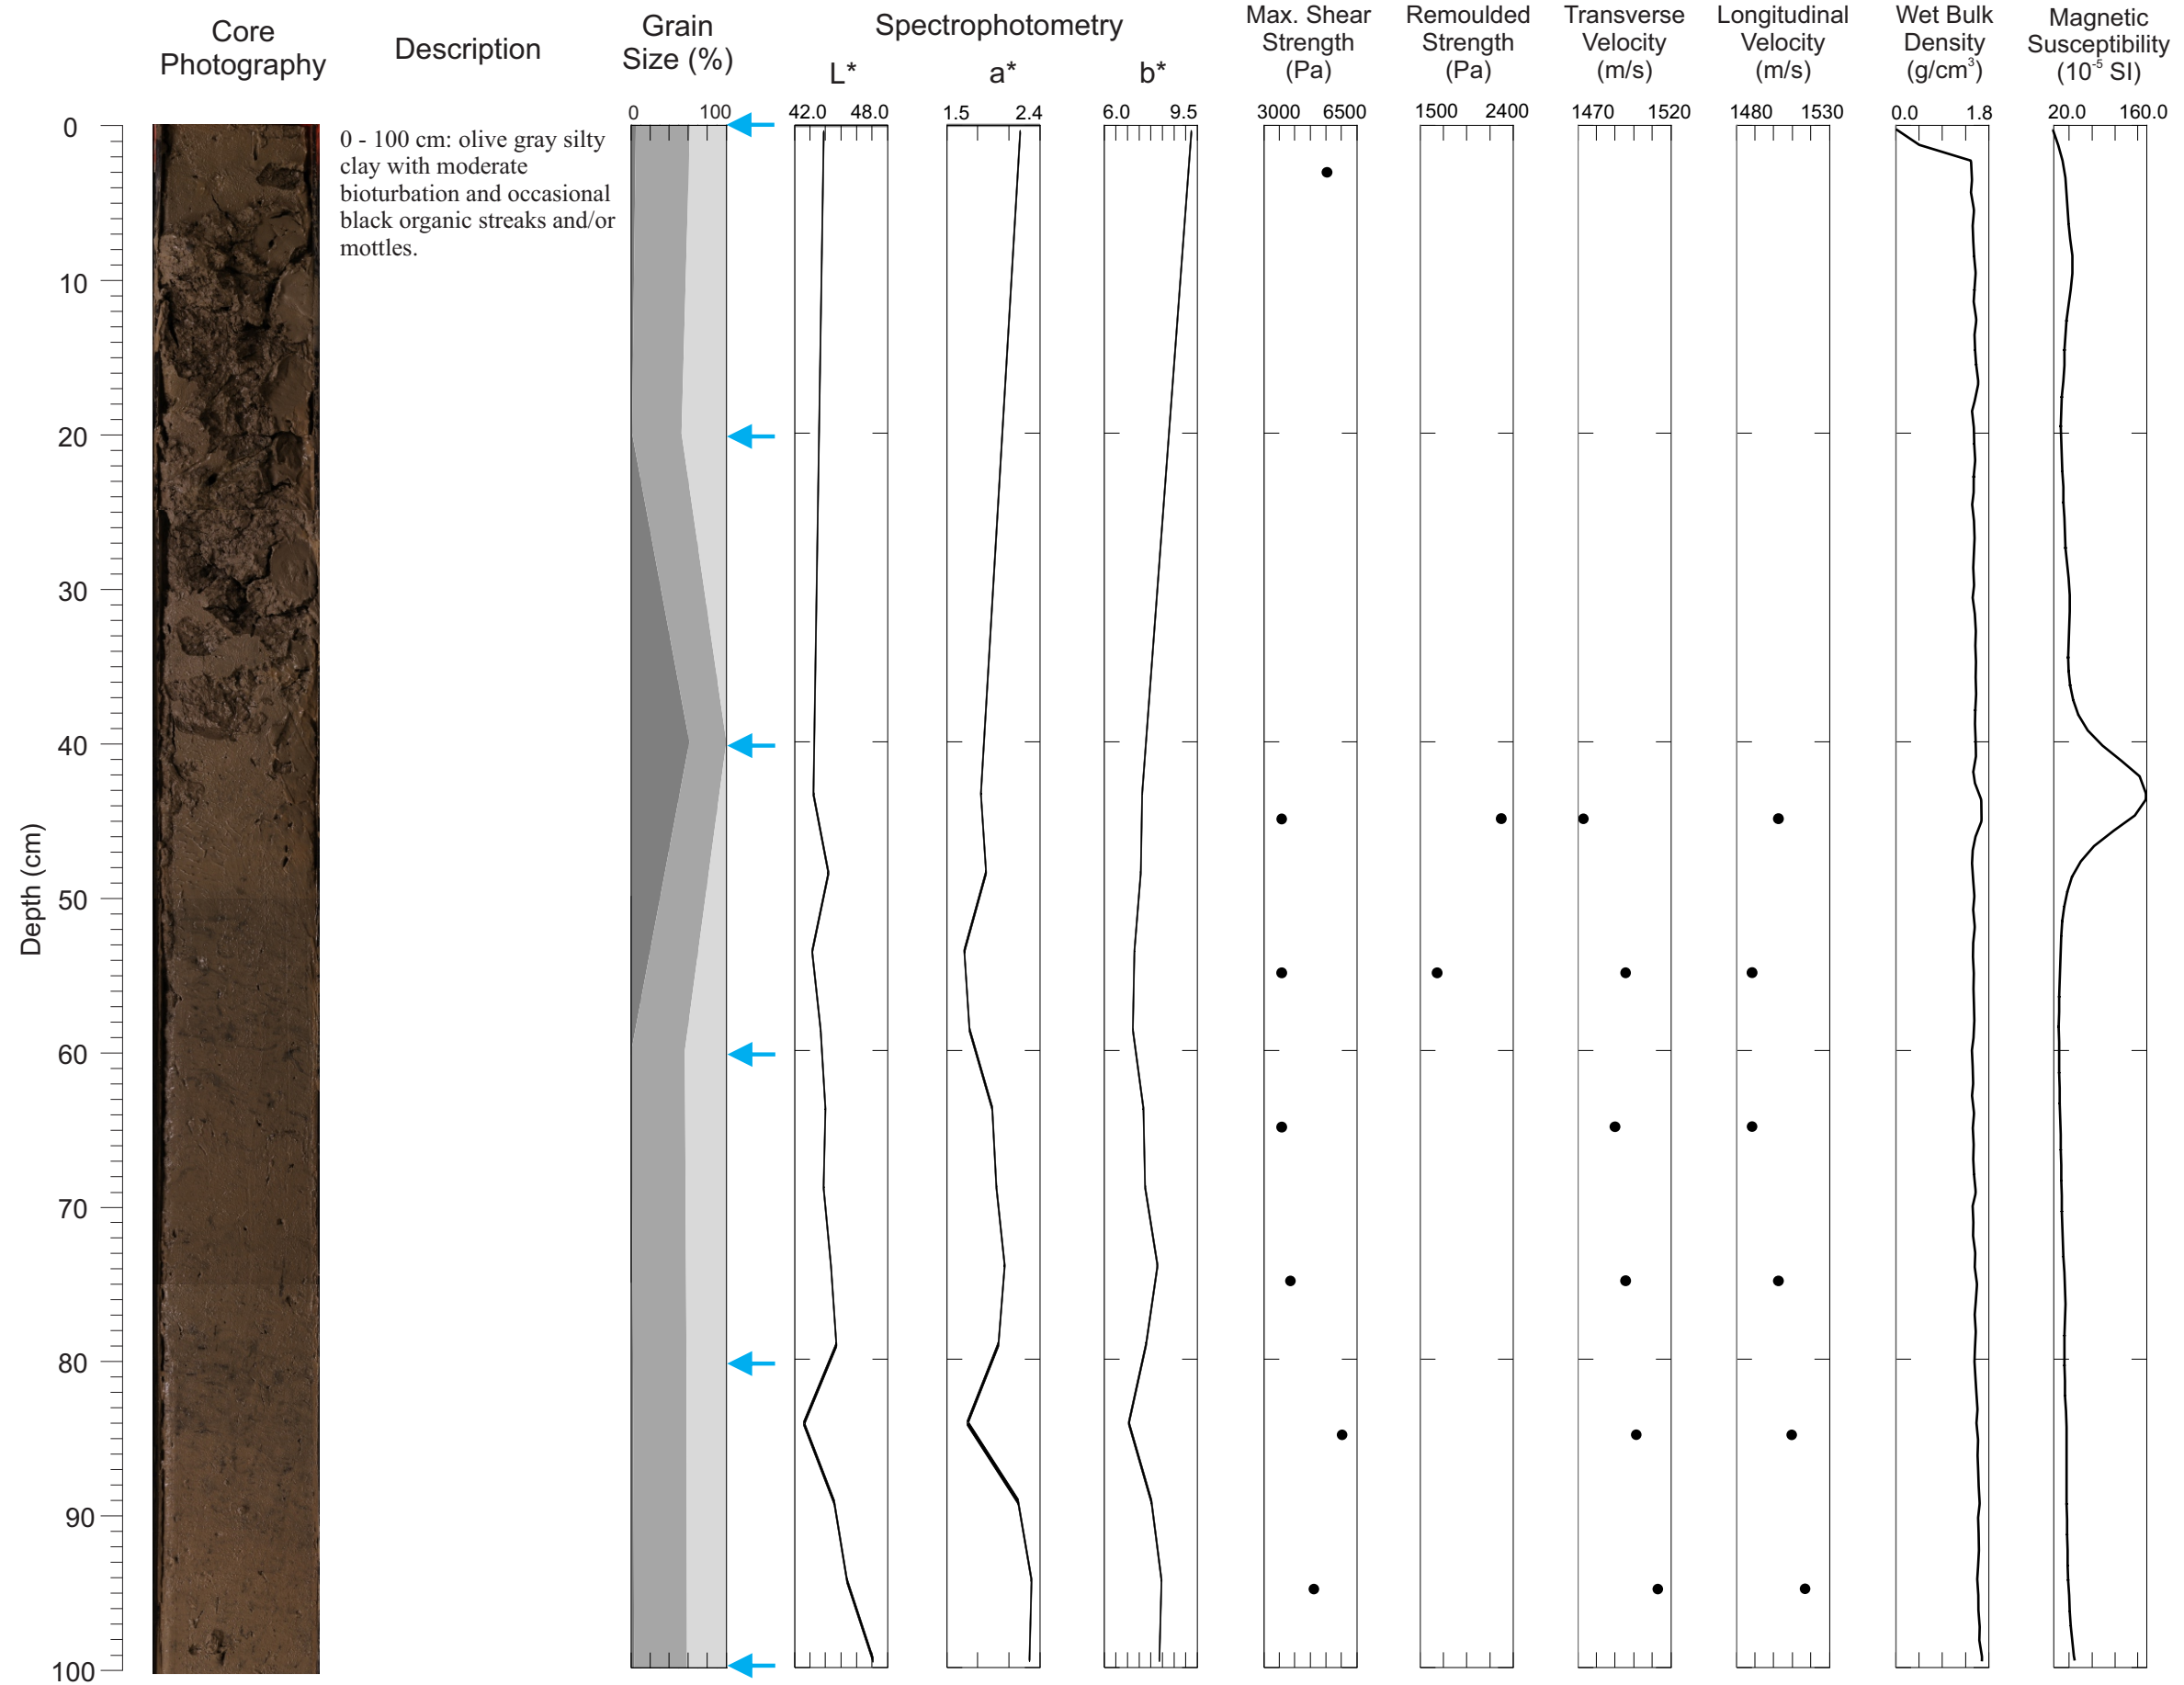 Core
Photography
Description
Grain
Size (%)
Spectrophotometry
L*
a*
b*
Max. Shear
Strength
(Pa)
Remoulded
Strength
(Pa)
Transverse
Velocity
(m/s)
Longitudinal
Velocity
(m/s)
Wet Bulk
Density
(g/cm³)
Magnetic
Susceptibility
(10⁻⁵ SI)
0 100
42.0 48.0
1.5 2.4
6.0 9.5
3000 6500
1500 2400
1470 1520
1480 1530
0.0 1.8
20.0 160.0
0 - 100 cm: olive gray silty
clay with moderate
bioturbation and occasional
black organic streaks and/or
mottles.
Depth (cm)
0
10
20
30
40
50
60
70
80
90
100